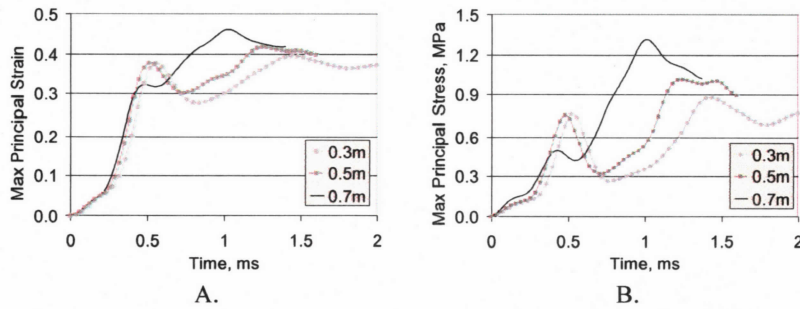 Max Principal Strain
0.5
0.4
0.3
0.2
0.1
0.0
0
0.5
1
1.5
2
Time, ms
0.3m
0.5m
0.7m
A.
Max Principal Stress, MPa
1.5
1.2
0.9
0.6
0.3
0.0
0
0.5
1
1.5
2
Time, ms
0.3m
0.5m
0.7m
B.